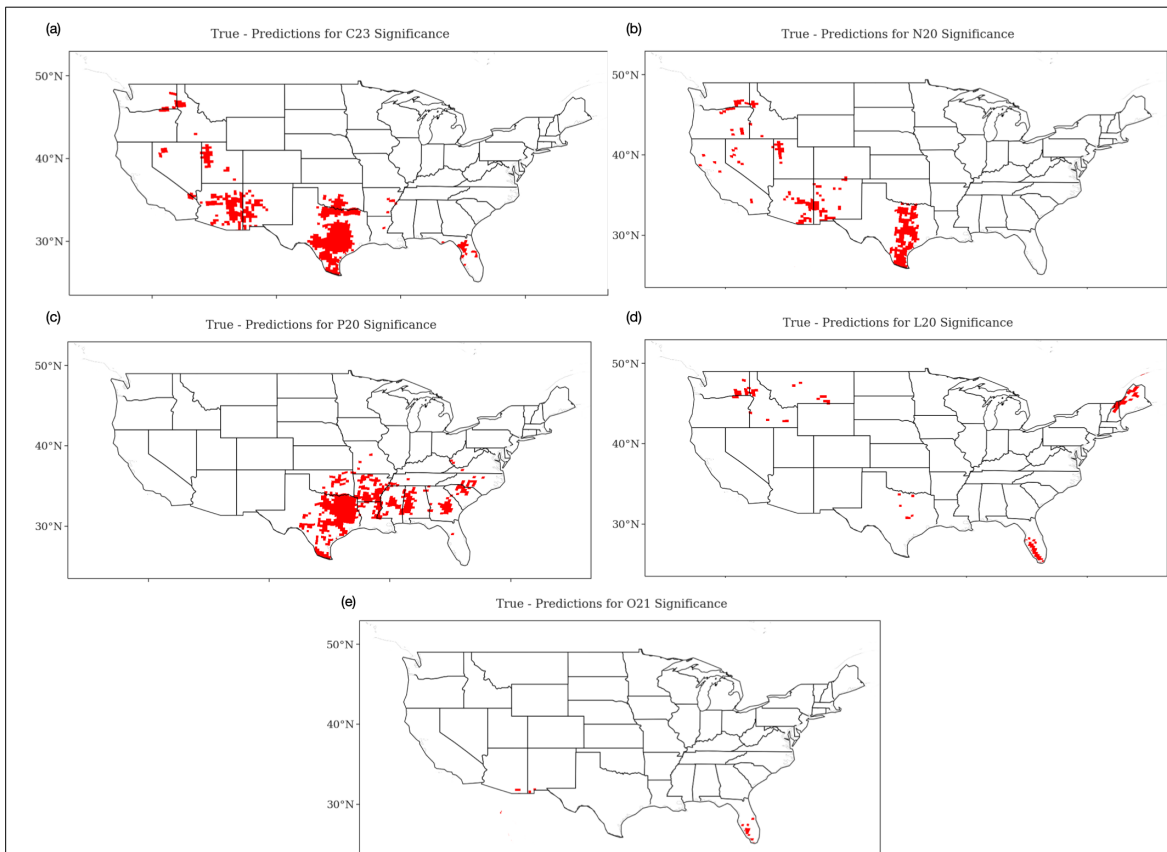 (a)
True - Predictions for C23 Significance
50°N
40°N
30°N
(b)
True - Predictions for N20 Significance
50°N
40°N
30°N
(c)
True - Predictions for P20 Significance
50°N
40°N
30°N
(d)
True - Predictions for L20 Significance
50°N
40°N
30°N
(e)
True - Predictions for O21 Significance
50°N
40°N
30°N